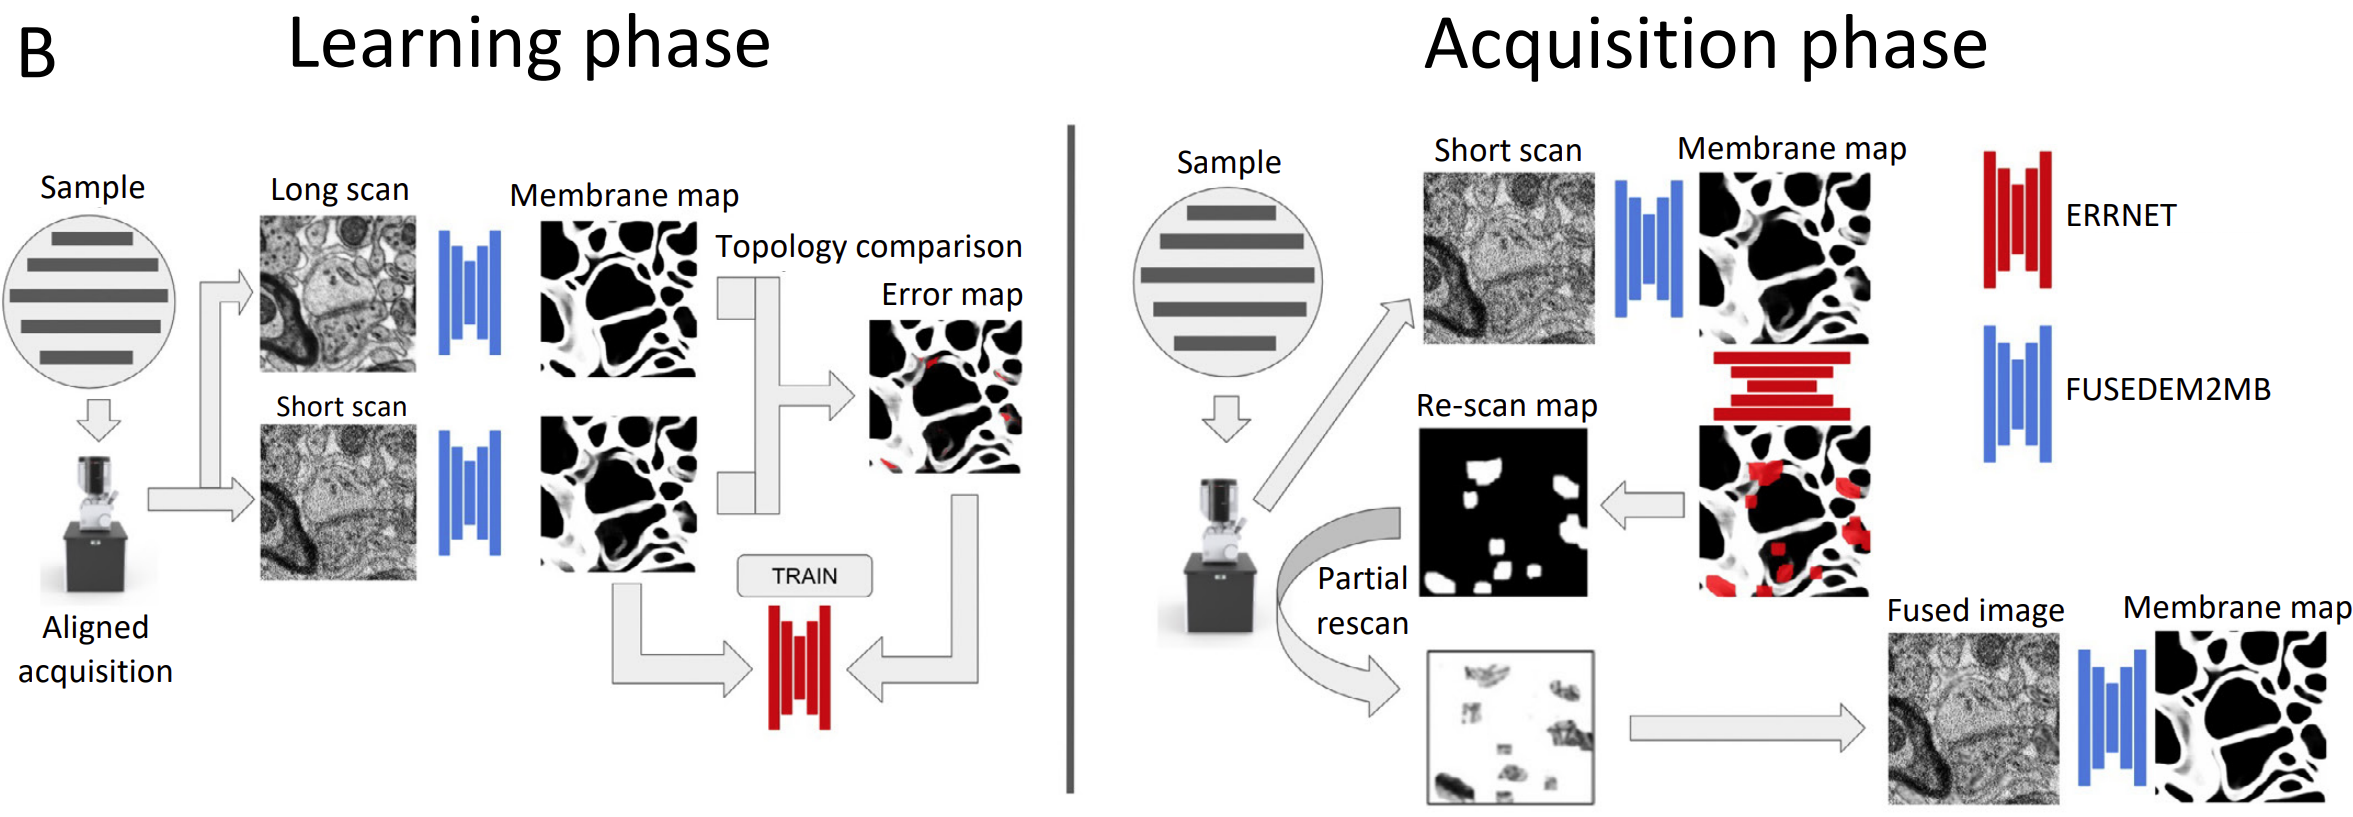 B
Learning phase
Sample
Long scan
Membrane map
Topology comparison
Error map
Short scan
TRAIN
Aligned
acquisition
Acquisition phase
Sample
Short scan
Membrane map
ERRNET
FUSEDEM2MB
Re-scan map
Partial
rescan
Fused image
Membrane map